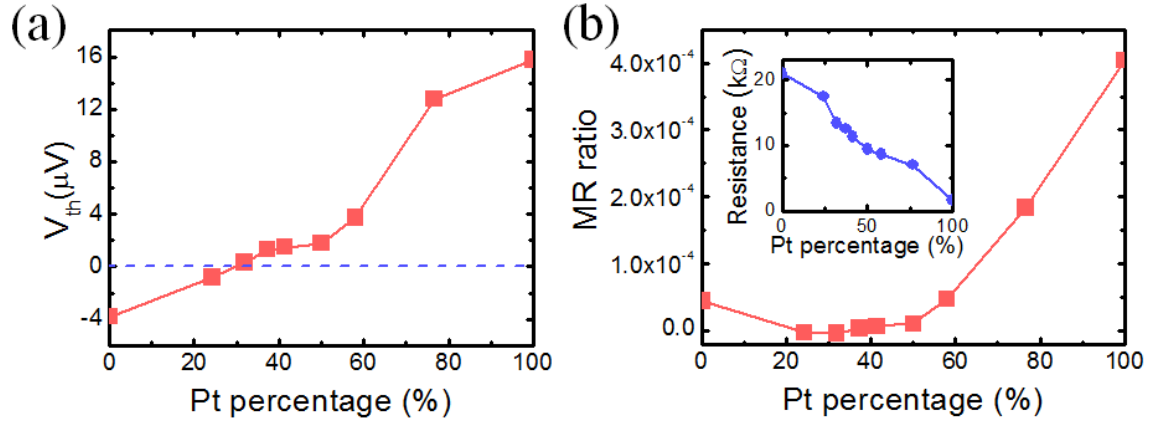 (a)
16
12
8
4
0
-4
V_th(μV)
0 20 40 60 80 100
Pt percentage (%)
(b)
4.0x10⁻⁴
3.0x10⁻⁴
2.0x10⁻⁴
1.0x10⁻⁴
0.0
MR ratio
20
10
0
Resistance (kΩ)
0 50 100
Pt percentage (%)
0 20 40 60 80 100
Pt percentage (%)